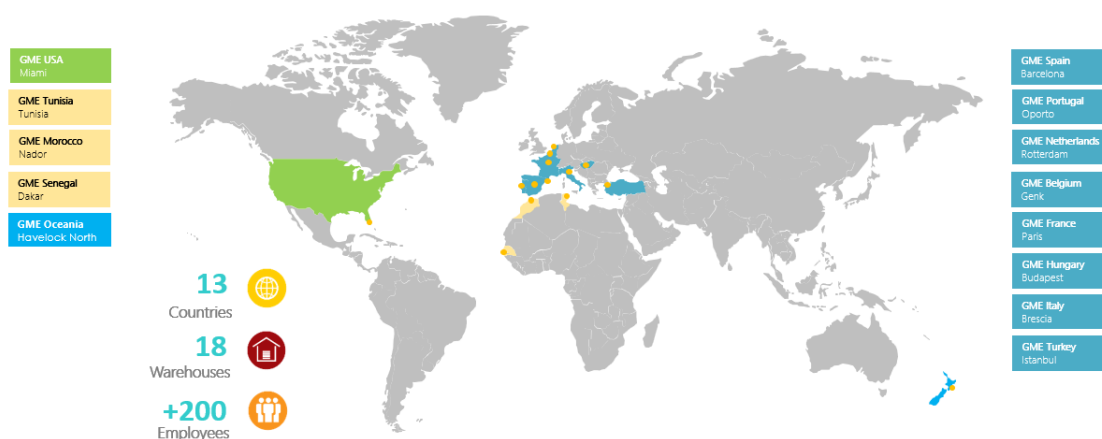 GME USA
Miami
GME Tunisia
Tunisia
GME Morocco
Nador
GME Senegal
Dakar
GME Oceania
Havelock North
13
Countries
18
Warehouses
+200
Employees
GME Spain
Barcelona
GME Portugal
Oporto
GME Netherlands
Rotterdam
GME Belgium
Genk
GME France
Paris
GME Hungary
Budapest
GME Italy
Brescia
GME Turkey
Istanbul